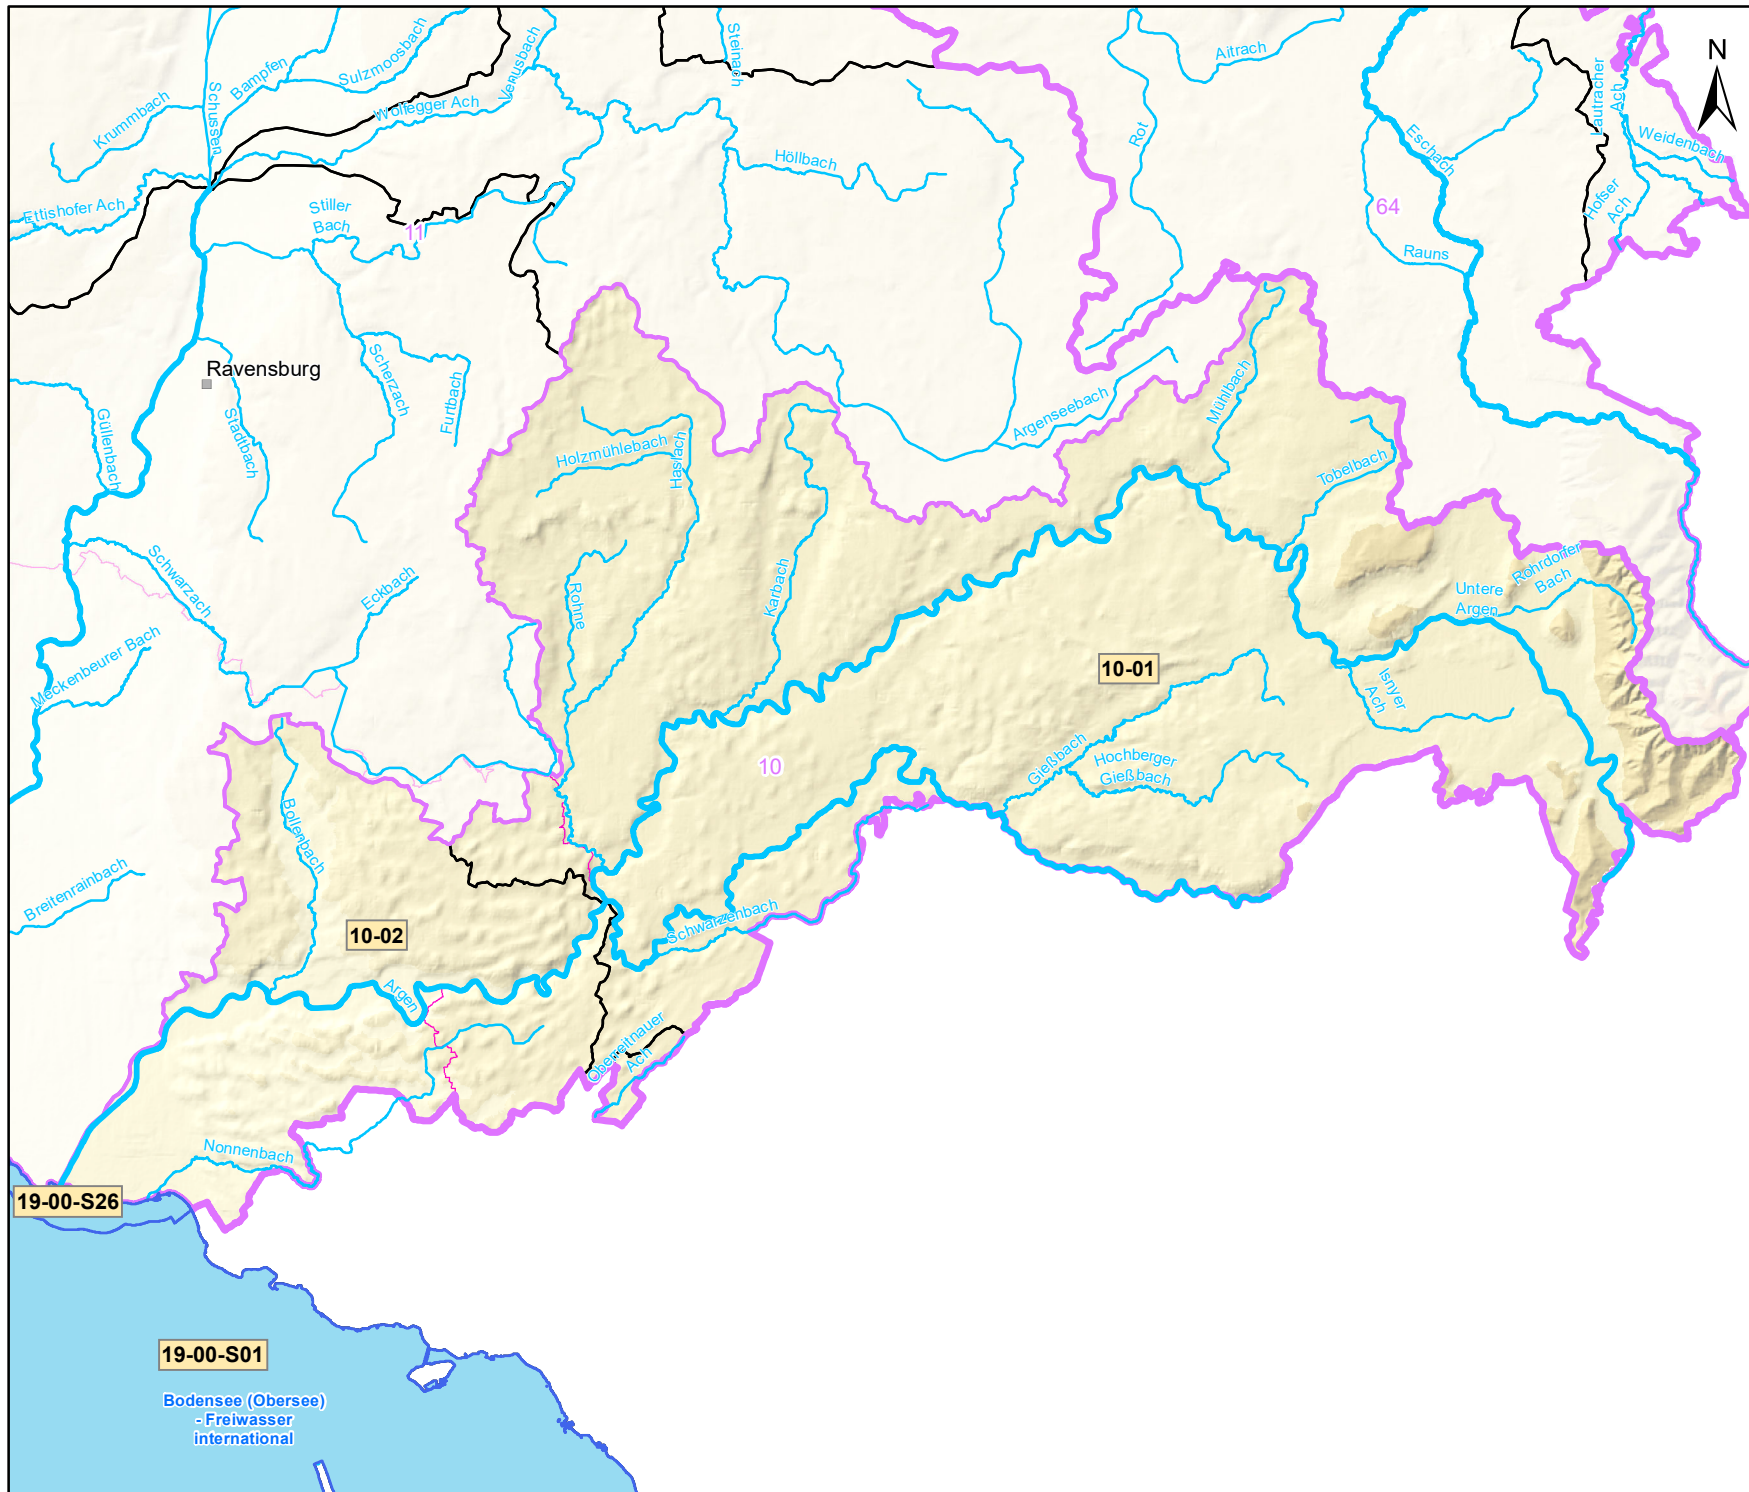 Steinach
Sulzmoosbach
Bampfen
Venusbach
Aitrach
N
Lautracher
Ach
Krummbach
Schussen
Wolfegger Ach
Rot
Eschach
Weidenbach
Höllbach
Hofser
Ach
Ettishofer Ach
Stiller
Bach
11
64
Rauns
Ravensburg
Scherzach
Furtbach
Mühlbach
Argenseebach
Güllenbach
Stadtbach
Holzmühlebach
Haslach
Tobelbach
Schwarzach
Eckbach
Rohne
Karbach
Rohrdorfer
Bach
Untere
Argen
Meckenbeurer Bach
10-01
Isnyer
Ach
10
Gießbach
Hochberger
Gießbach
Bollenbach
Breitenrainbach
Schwarzenbach
10-02
Argen
Oberreitnauer
Ach
Nonnenbach
19-00-S26
19-00-S01
Bodensee (Obersee)
- Freiwasser
international